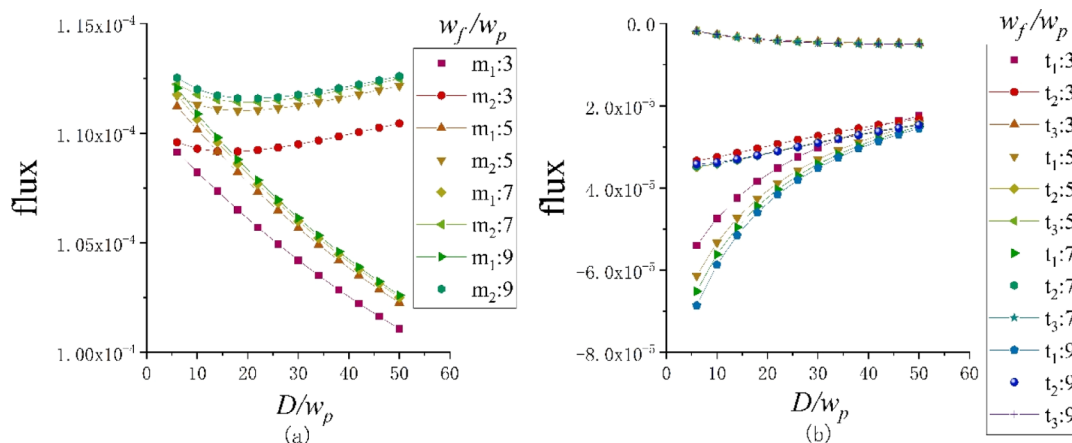 1.15x10⁻⁴
1.10x10⁻⁴
1.05x10⁻⁴
1.00x10⁻⁴
flux
0 10 20 30 40 50 60
D/wₚ
(a)
w_f/wₚ
m₁:3
m₂:3
m₁:5
m₂:5
m₁:7
m₂:7
m₁:9
m₂:9
0.0
-2.0x10⁻⁵
-4.0x10⁻⁵
-6.0x10⁻⁵
-8.0x10⁻⁵
flux
0 10 20 30 40 50 60
D/wₚ
(b)
w_f/wₚ
t₁:3
t₂:3
t₃:3
t₁:5
t₂:5
t₃:5
t₁:7
t₂:7
t₃:7
t₁:9
t₂:9
t₃:9